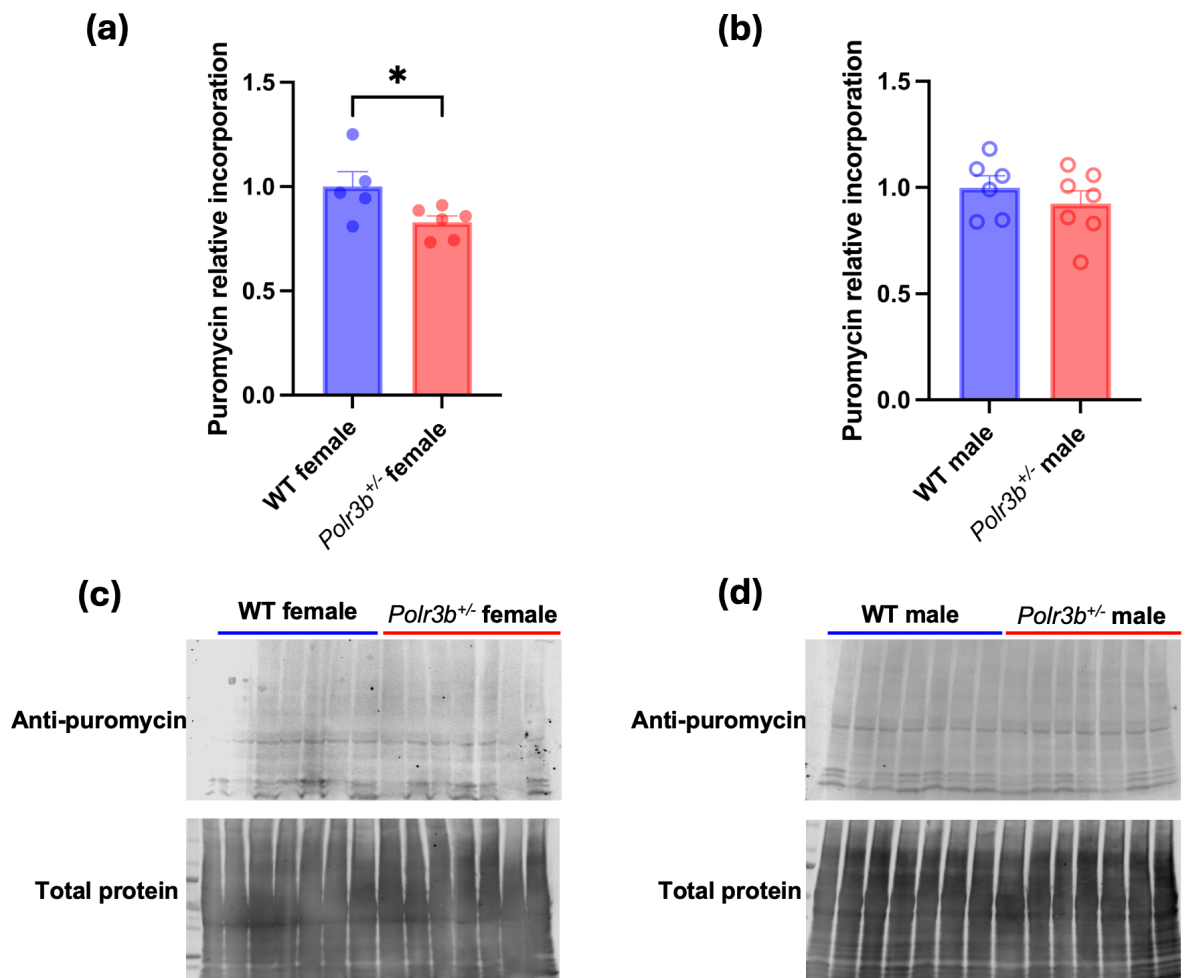 (a)
Puromycin relative incorporation
1.5
1.0
0.5
0.0
*
WT female
Polr3b+/- female
(b)
Puromycin relative incorporation
1.5
1.0
0.5
0.0
WT male
Polr3b+/- male
(c)
WT female
Polr3b+/- female
Anti-puromycin
Total protein
(d)
WT male
Polr3b+/- male
Anti-puromycin
Total protein